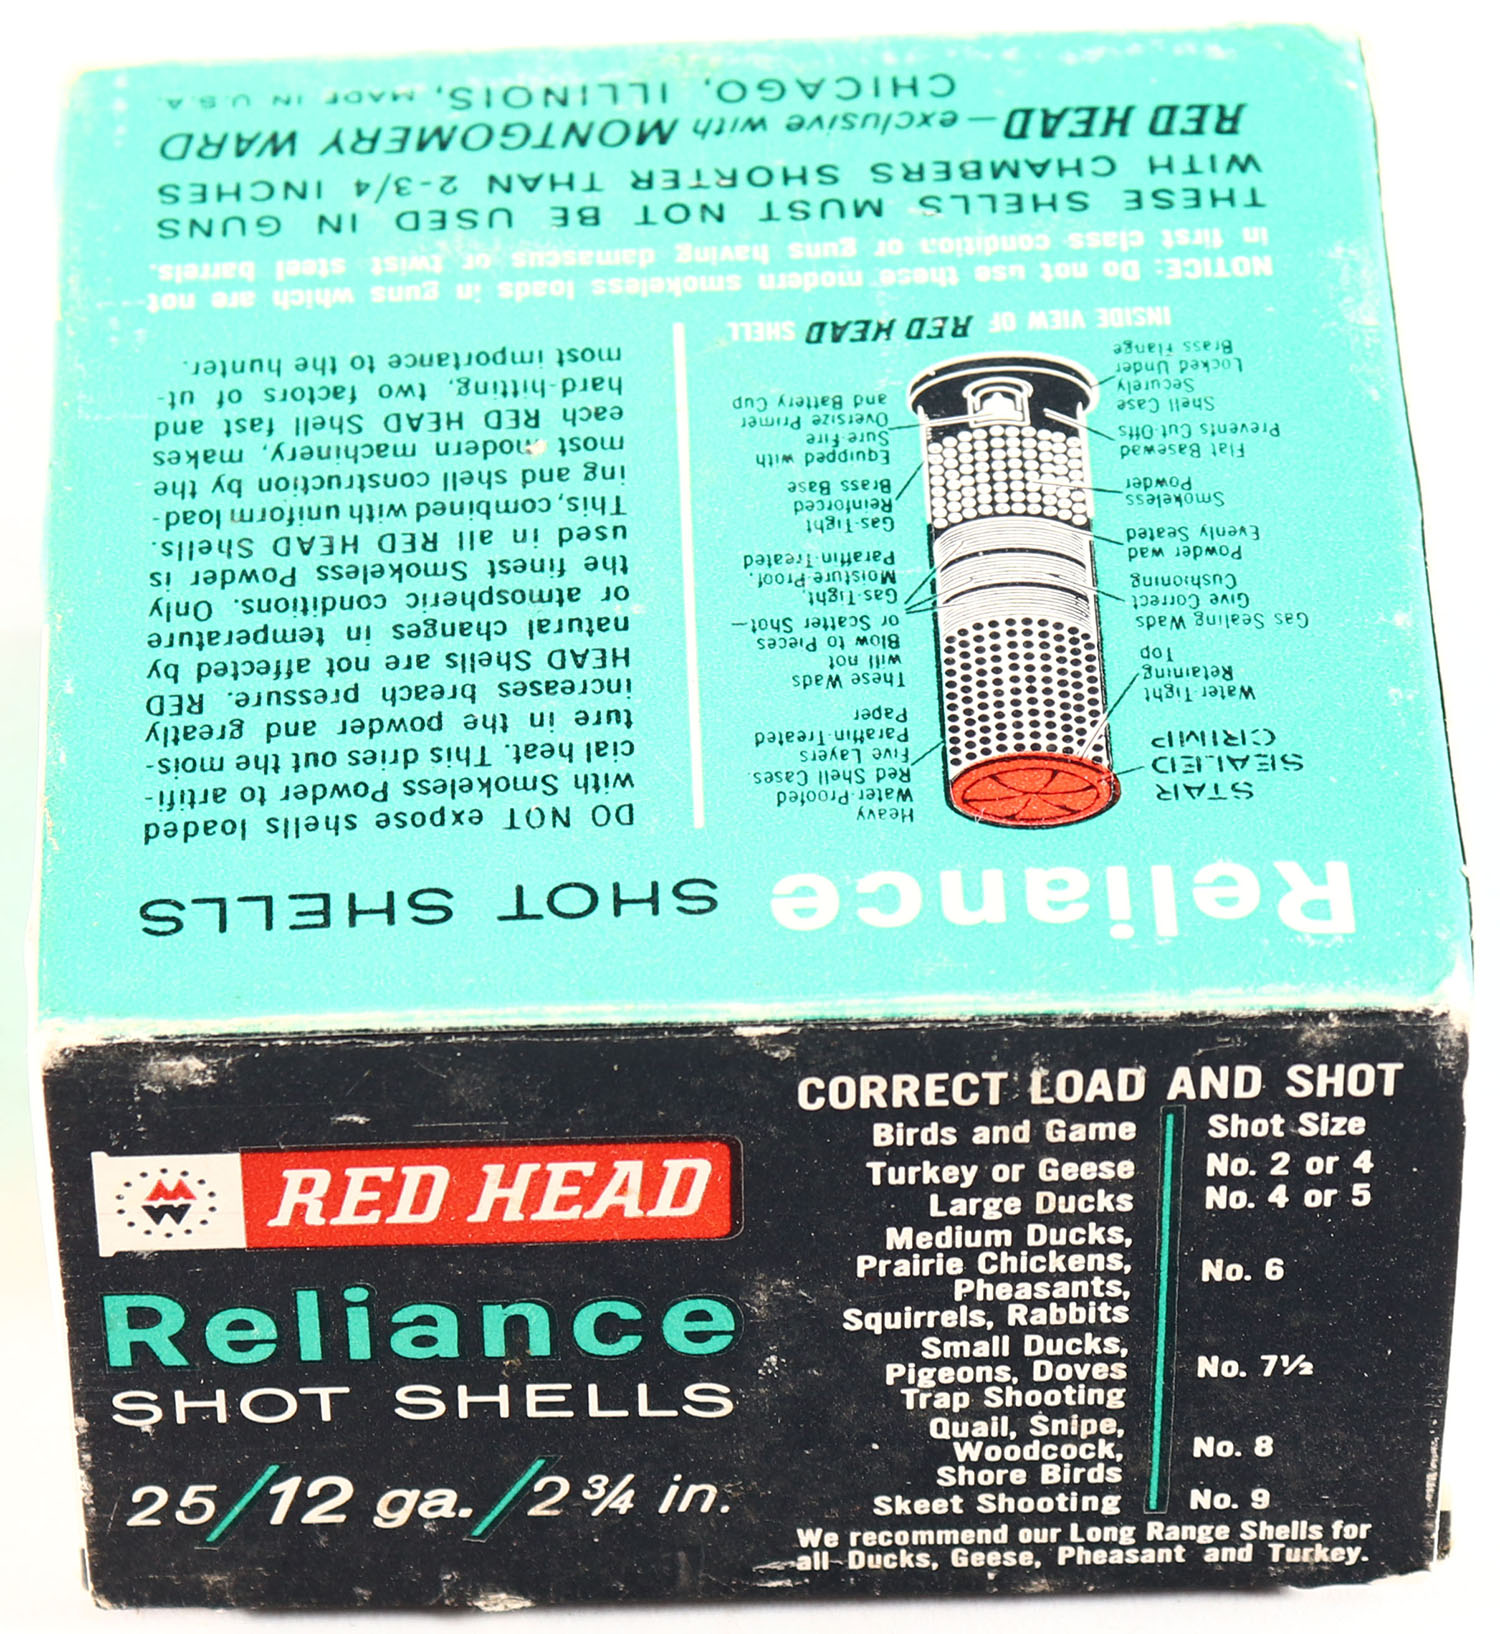 Reliance SHOT SHELLS
DO NOT expose shells loaded
with Smokeless Powder to artifi-
cial heat. This dries out the mois-
ture in the powder and greatly
increases breach pressure. RED
HEAD Shells are not affected by
natural changes in temperature
or atmospheric conditions. Only
the finest Smokeless Powder is
used in all RED HEAD Shells.
This, combined with uniform load-
ing and shell construction by the
most modern machinery, makes
each RED HEAD Shell fast and
hard-hitting, two factors of ut-
most importance to the hunter.
STAR
SEALED
CRIMP
Water-Tight
Retaining
Top
Gas Sealing Wads
Give Correct
Cushioning
Powder wad
Evenly Seated
Smokeless
Powder
Flat Basewad
Prevents Cut-Offs
Shell Case
Securely
Locked Under
Brass Flange
Heavy
Water-Proofed
Red Shell Cases.
Five Layers
Paraffin-Treated
Paper
These Wads
will not
Blow to Pieces
or Scatter Shot—
Gas-Tight,
Moisture-Proof.
Paraffin-Treated
Gas-Tight
Reinforced
Brass Base
Equipped with
Sure-Fire
Oversize Primer
and Battery Cup
INSIDE VIEW OF RED HEAD SHELL
NOTICE: Do not use these modern smokeless loads in guns which are not
in first class condition or guns having damascus or twist steel barrels.
THESE SHELLS MUST NOT BE USED IN GUNS
WITH CHAMBERS SHORTER THAN 2-3/4 INCHES
RED HEAD—exclusive with MONTGOMERY WARD
CHICAGO, ILLINOIS, MADE IN U.S.A.
MW
RED HEAD
Reliance
SHOT SHELLS
25/12 ga./2 3/4 in.
CORRECT LOAD AND SHOT
Birds and Game Shot Size
Turkey or Geese No. 2 or 4
Large Ducks No. 4 or 5
Medium Ducks,
Prairie Chickens, No. 6
Pheasants,
Squirrels, Rabbits
Small Ducks,
Pigeons, Doves No. 7½
Trap Shooting
Quail, Snipe,
Woodcock, No. 8
Shore Birds
Skeet Shooting No. 9
We recommend our Long Range Shells for
all Ducks, Geese, Pheasant and Turkey.